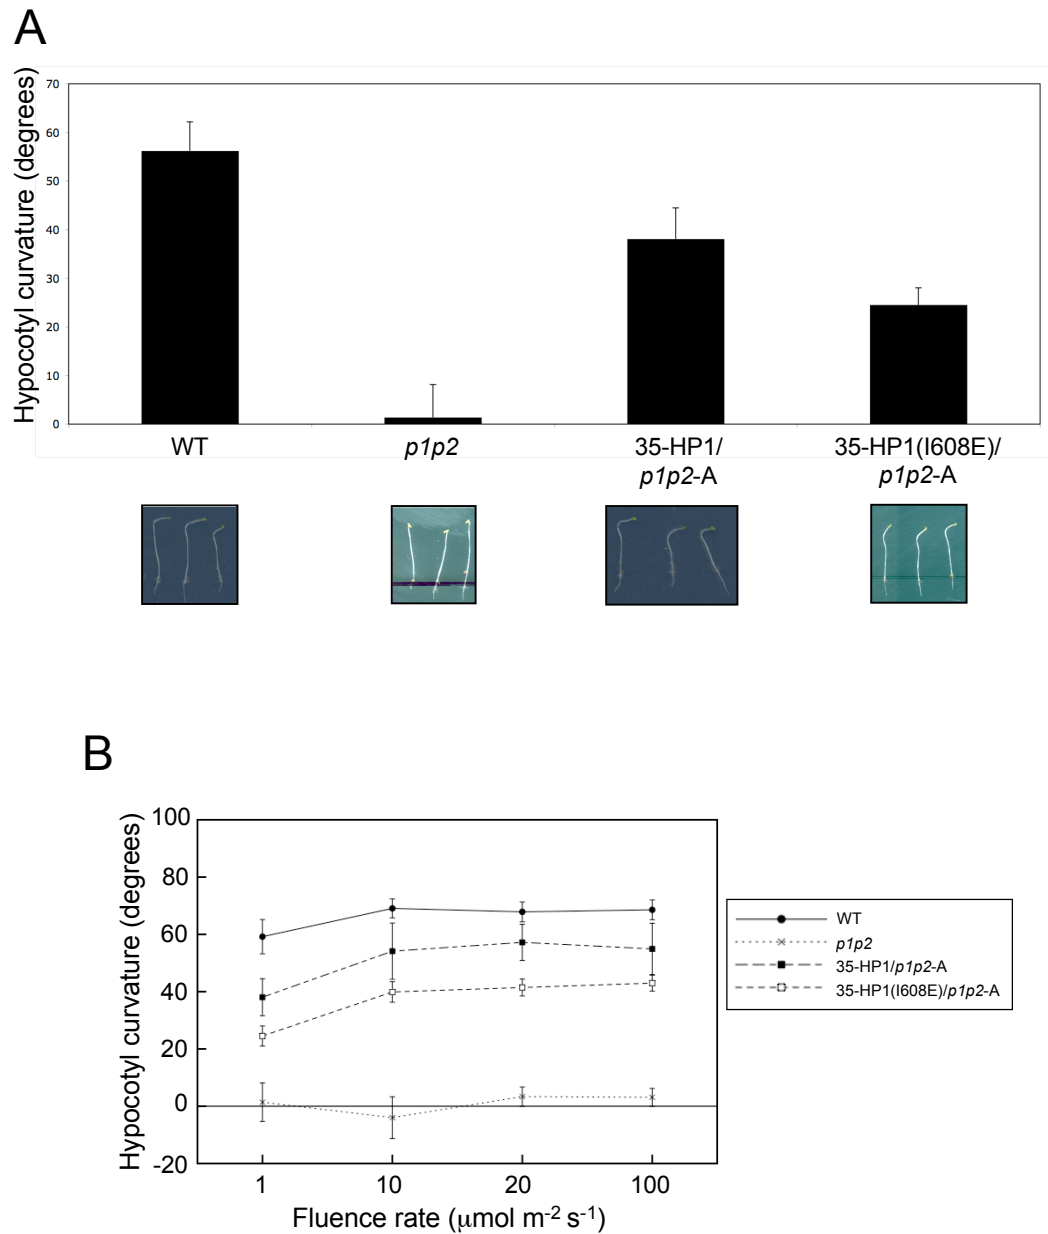 A
Hypocotyl curvature (degrees)
70
60
50
40
30
20
10
0
WT
p1p2
35-HP1/
p1p2-A
35-HP1(I608E)/
p1p2-A
B
Hypocotyl curvature (degrees)
100
80
60
40
20
0
-20
1 10 20 100
Fluence rate (μmol m-2 s-1)
WT
p1p2
35-HP1/p1p2-A
35-HP1(I608E)/p1p2-A